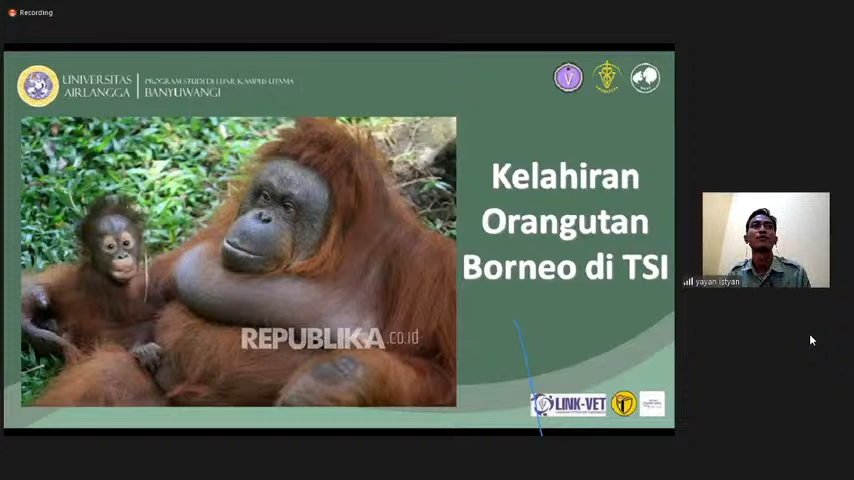 Recording
UNIVERSITAS
AIRLANGGA
PROGRAM STUDI DI LUAR KAMPUS UTAMA
BANYUWANGI
V
Kelahiran
Orangutan
Borneo di TSI
REPUBLIKA.co.id
yayan istyan
LINK-VET